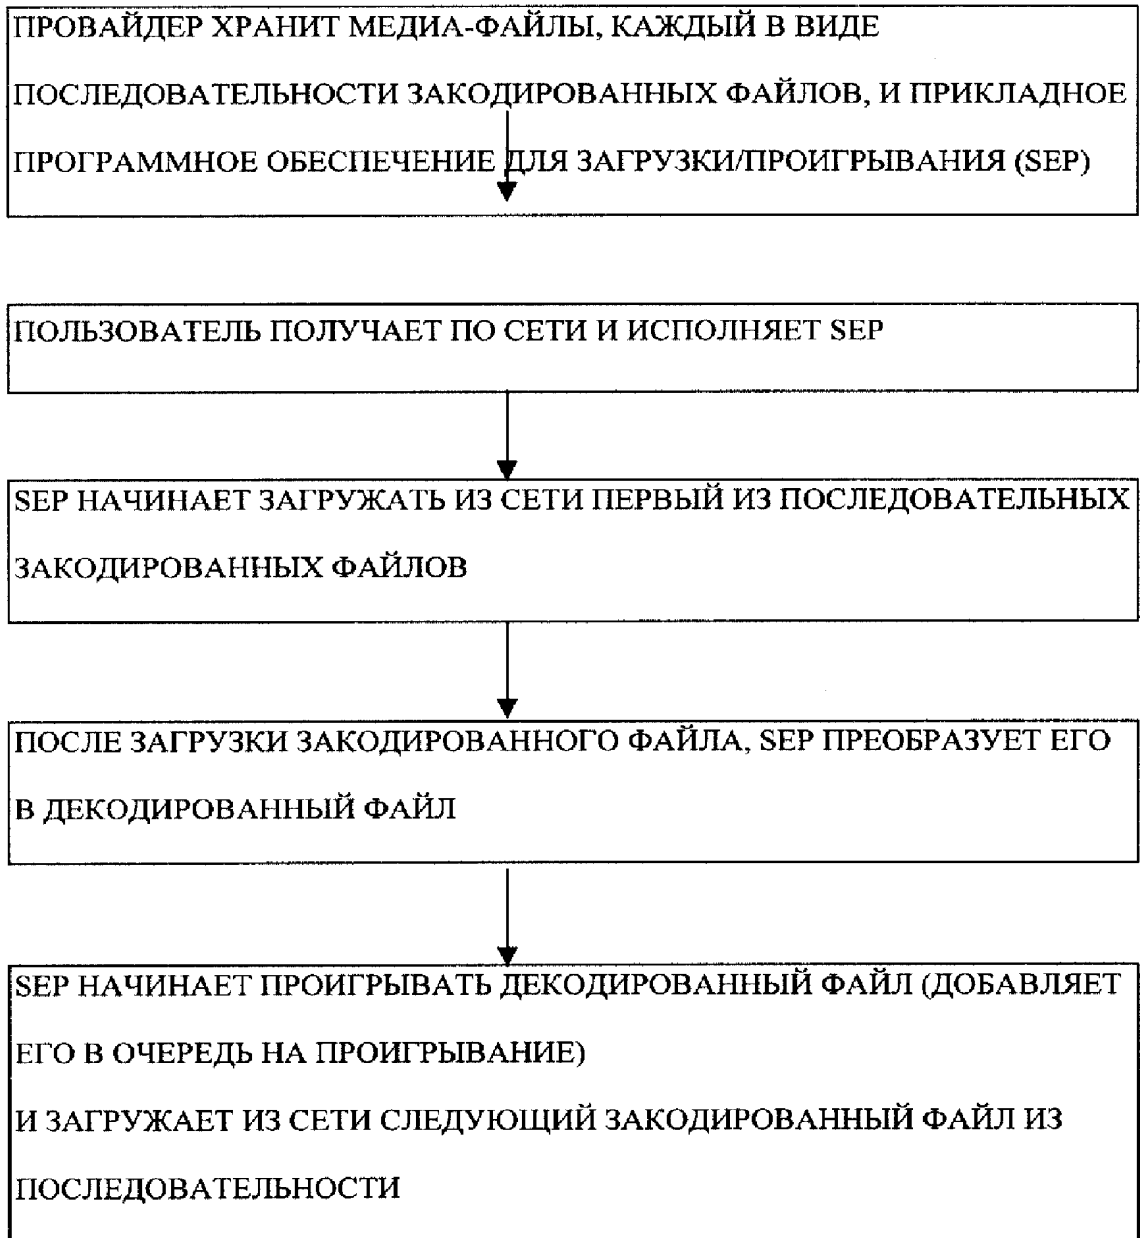 ПРОВАЙДЕР ХРАНИТ МЕДИА-ФАЙЛЫ, КАЖДЫЙ В ВИДЕ
ПОСЛЕДОВАТЕЛЬНОСТИ ЗАКОДИРОВАННЫХ ФАЙЛОВ, И ПРИКЛАДНОЕ
ПРОГРАММНОЕ ОБЕСПЕЧЕНИЕ ДЛЯ ЗАГРУЗКИ/ПРОИГРЫВАНИЯ (SEP)
ПОЛЬЗОВАТЕЛЬ ПОЛУЧАЕТ ПО СЕТИ И ИСПОЛНЯЕТ SEP
SEP НАЧИНАЕТ ЗАГРУЖАТЬ ИЗ СЕТИ ПЕРВЫЙ ИЗ ПОСЛЕДОВАТЕЛЬНЫХ
ЗАКОДИРОВАННЫХ ФАЙЛОВ
ПОСЛЕ ЗАГРУЗКИ ЗАКОДИРОВАННОГО ФАЙЛА, SEP ПРЕОБРАЗУЕТ ЕГО
В ДЕКОДИРОВАННЫЙ ФАЙЛ
SEP НАЧИНАЕТ ПРОИГРЫВАТЬ ДЕКОДИРОВАННЫЙ ФАЙЛ (ДОБАВЛЯЕТ
ЕГО В ОЧЕРЕДЬ НА ПРОИГРЫВАНИЕ)
И ЗАГРУЖАЕТ ИЗ СЕТИ СЛЕДУЮЩИЙ ЗАКОДИРОВАННЫЙ ФАЙЛ ИЗ
ПОСЛЕДОВАТЕЛЬНОСТИ